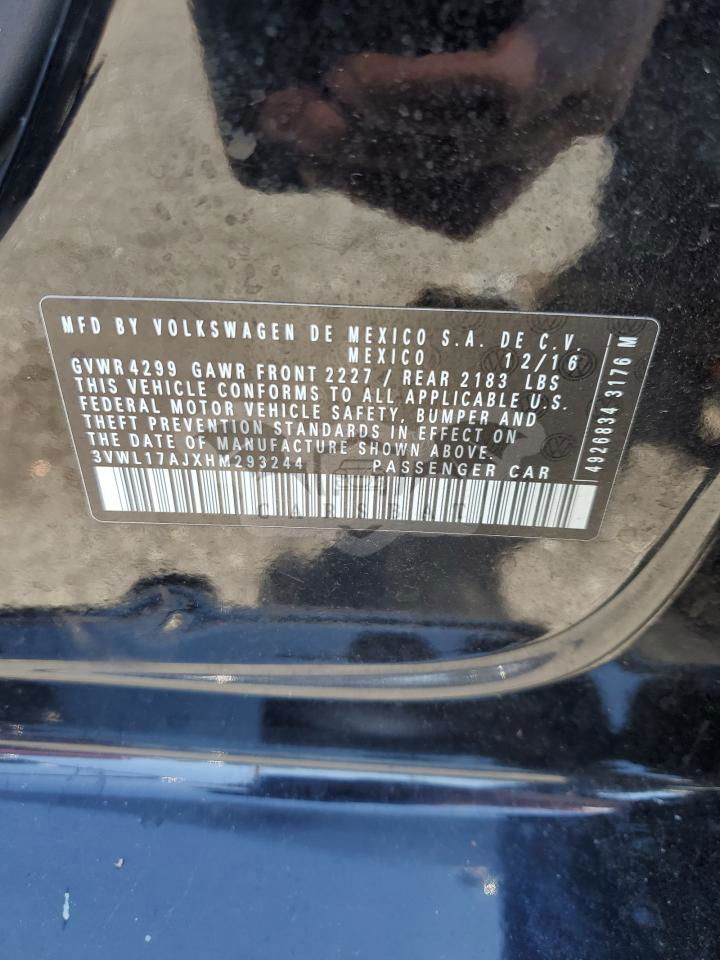 MFD BY VOLKSWAGEN DE MEXICO S.A. DE C.V.
MEXICO 12/16
GVWR 4299 GAWR FRONT 2227 / REAR 2183 LBS
THIS VEHICLE CONFORMS TO ALL APPLICABLE U.S.
FEDERAL MOTOR VEHICLE SAFETY, BUMPER AND
THEFT PREVENTION STANDARDS IN EFFECT ON
THE DATE OF MANUFACTURE SHOWN ABOVE.
3VWL17AJXHM293244 PASSENGER CAR
4926834 3176 M
CARSBAT